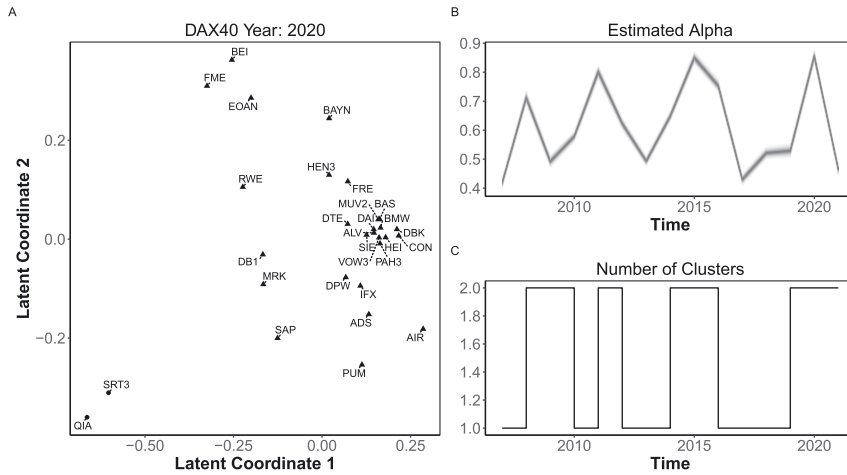 A
DAX40 Year: 2020
BEI
FME
EOAN
BAYN
0.2
HEN3
RWE
FRE
MUV2 BAS
DTE DAI BMW
ALV DBK
0.0
SIE HEI CON
DB1 VOW3 PAH3
MRK DPW
IFX
SAP ADS AIR
−0.2
PUM
SRT3
QIA
−0.50 −0.25 0.00 0.25
Latent Coordinate 1
Latent Coordinate 2
B
Estimated Alpha
0.9
0.8
0.7
0.6
0.5
0.4
2010 2015 2020
Time
C
Number of Clusters
2.0
1.8
1.6
1.4
1.2
1.0
2010 2015 2020
Time